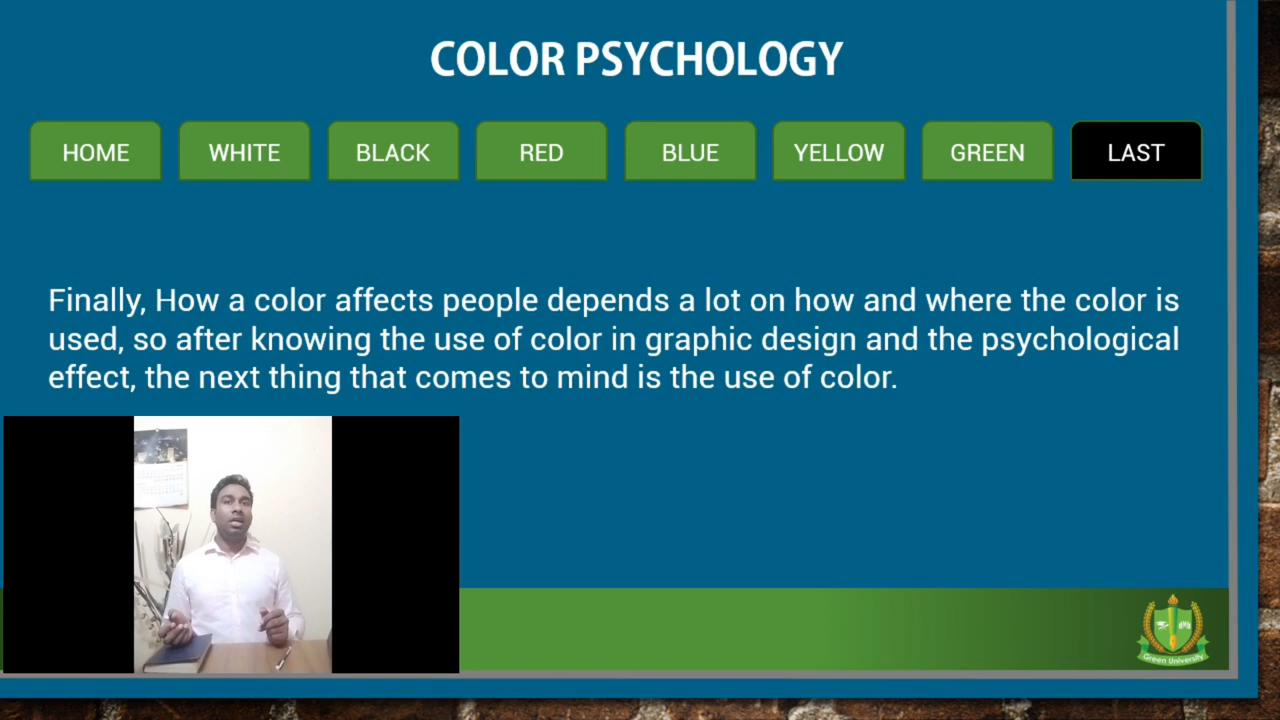 COLOR PSYCHOLOGY
HOME WHITE BLACK RED BLUE YELLOW GREEN LAST
Finally, How a color affects people depends a lot on how and where the color is
used, so after knowing the use of color in graphic design and the psychological
effect, the next thing that comes to mind is the use of color.
Green University